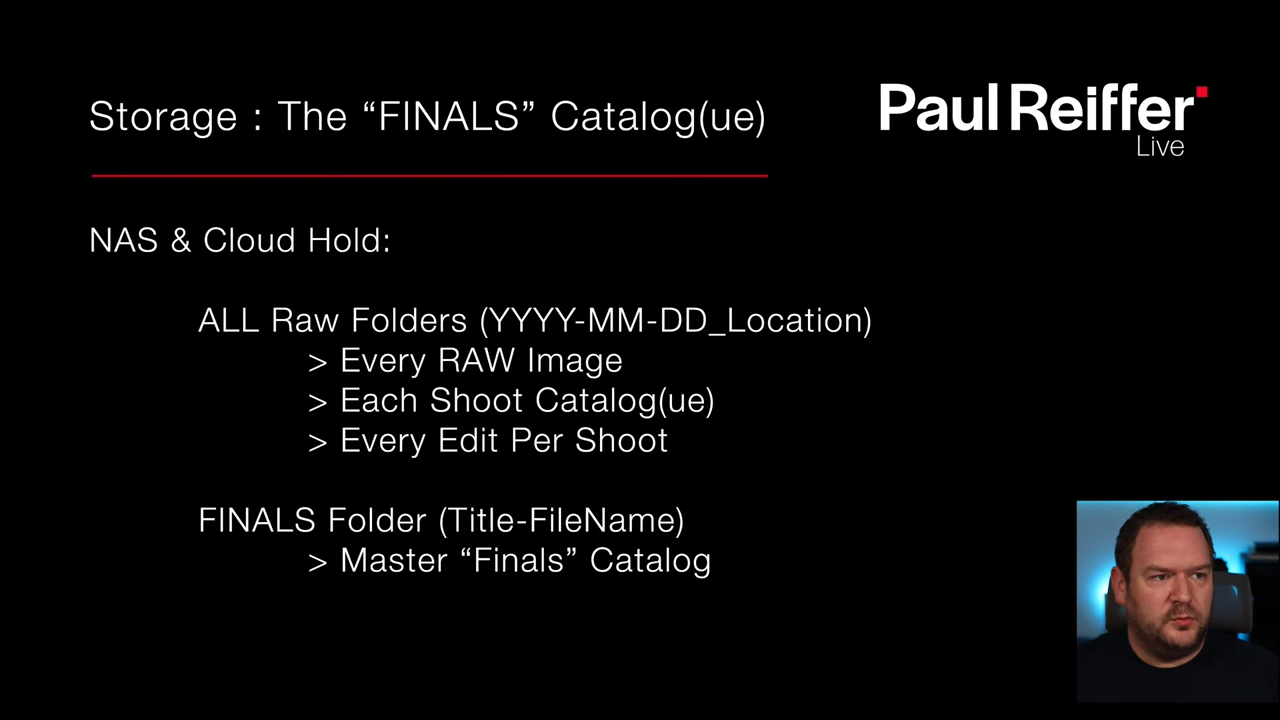 Storage : The “FINALS” Catalog(ue)
Paul Reiffer
Live
NAS & Cloud Hold:
ALL Raw Folders (YYYY-MM-DD_Location)
> Every RAW Image
> Each Shoot Catalog(ue)
> Every Edit Per Shoot
FINALS Folder (Title-FileName)
> Master “Finals” Catalog